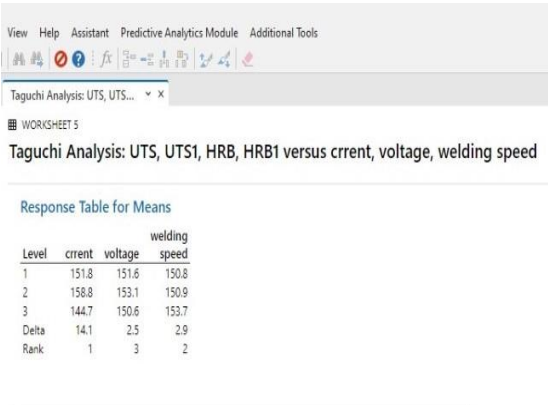 View Help Assistant Predictive Analytics Module Additional Tools
fx
Taguchi Analysis: UTS, UTS...
WORKSHEET 5
Taguchi Analysis: UTS, UTS1, HRB, HRB1 versus crrent, voltage, welding speed
Response Table for Means
welding
Level crrent voltage speed
1 151.8 151.6 150.8
2 158.8 153.1 150.9
3 144.7 150.6 153.7
Delta 14.1 2.5 2.9
Rank 1 3 2